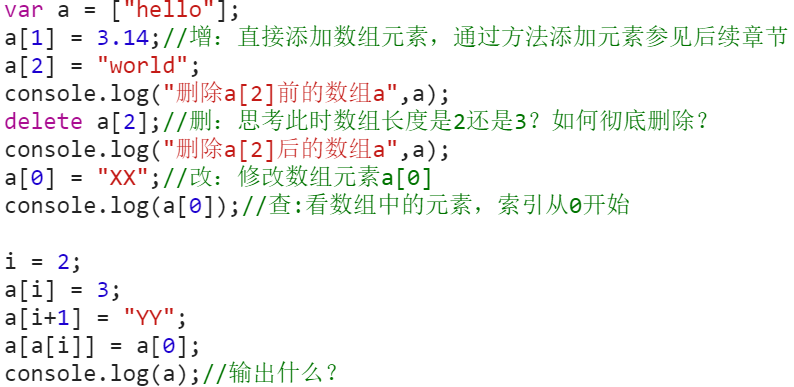 var a = ["hello"];
a[1] = 3.14;//增：直接添加数组元素，通过方法添加元素参见后续章节
a[2] = "world";
console.log("删除a[2]前的数组a",a);
delete a[2];//删：思考此时数组长度是2还是3？如何彻底删除？
console.log("删除a[2]后的数组a",a);
a[0] = "XX";//改：修改数组元素a[0]
console.log(a[0]);//查:看数组中的元素，索引从0开始
i = 2;
a[i] = 3;
a[i+1] = "YY";
a[a[i]] = a[0];
console.log(a);//输出什么？